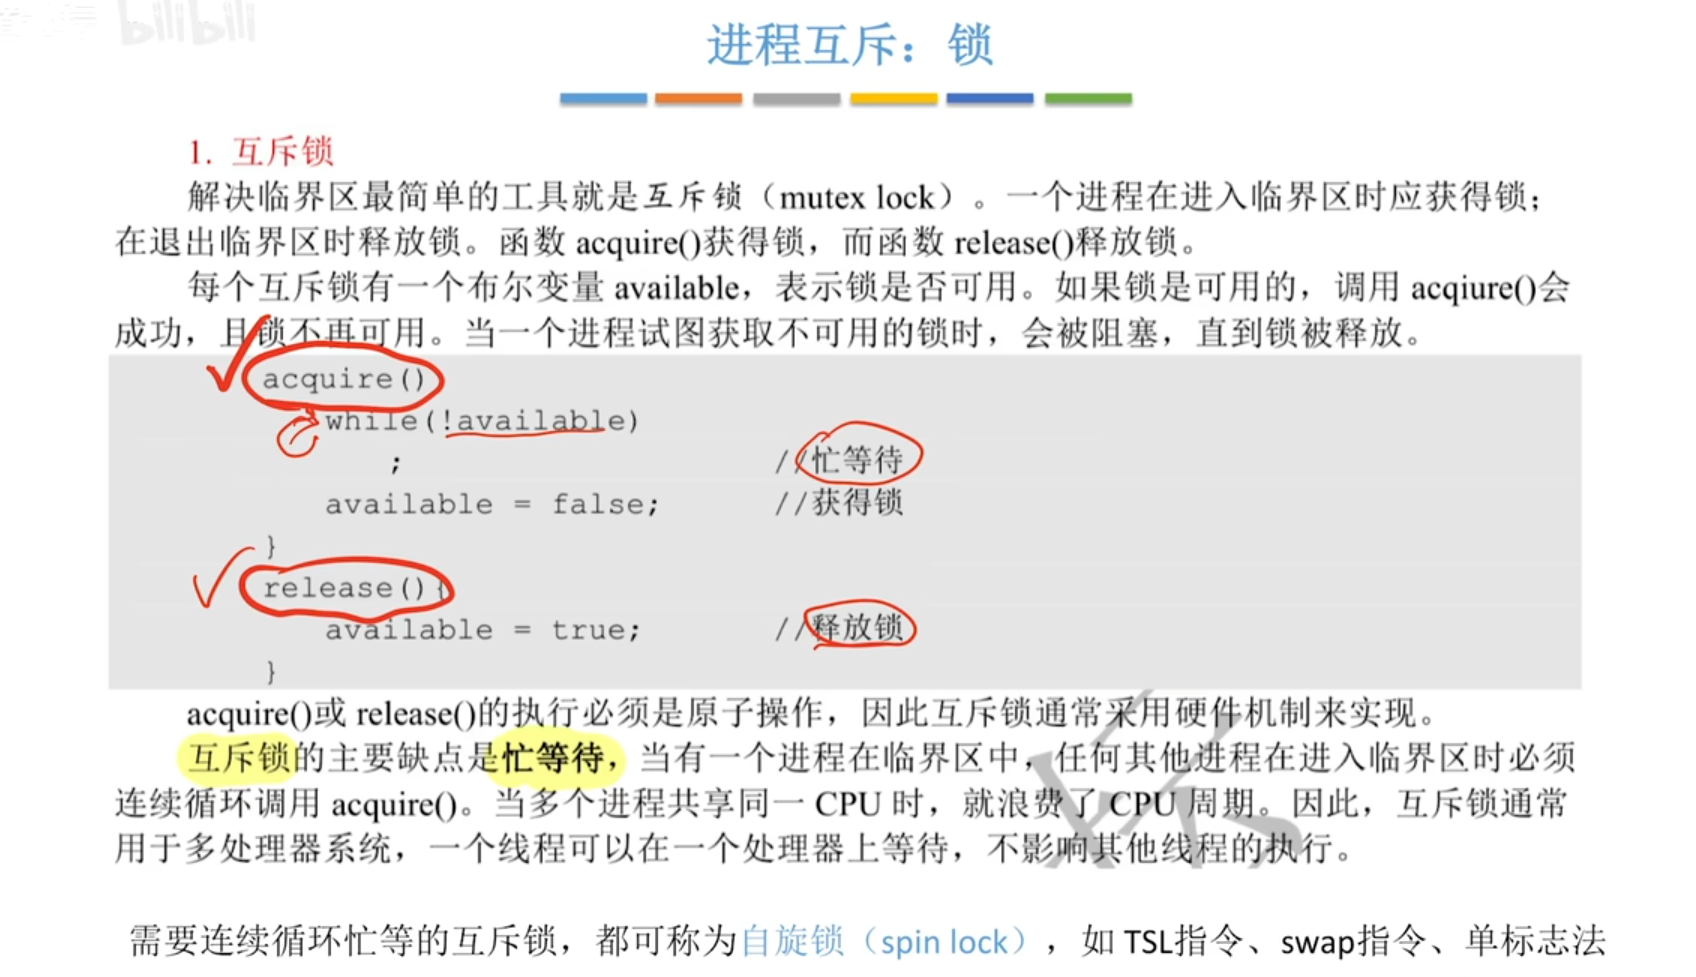 bilibili
进程互斥：锁
1. 互斥锁
解决临界区最简单的工具就是互斥锁（mutex lock）。一个进程在进入临界区时应获得锁；
在退出临界区时释放锁。函数 acquire()获得锁，而函数 release()释放锁。
每个互斥锁有一个布尔变量 available，表示锁是否可用。如果锁是可用的，调用 acqiure()会
成功，且锁不再可用。当一个进程试图获取不可用的锁时，会被阻塞，直到锁被释放。
acquire()
while(!available)
; //忙等待
available = false; //获得锁
}
release(){
available = true; //释放锁
}
acquire()或 release()的执行必须是原子操作，因此互斥锁通常采用硬件机制来实现。
互斥锁的主要缺点是忙等待，当有一个进程在临界区中，任何其他进程在进入临界区时必须
连续循环调用 acquire()。当多个进程共享同一 CPU 时，就浪费了 CPU 周期。因此，互斥锁通常
用于多处理器系统，一个线程可以在一个处理器上等待，不影响其他线程的执行。
需要连续循环忙等的互斥锁，都可称为自旋锁（spin lock），如 TSL指令、swap指令、单标志法